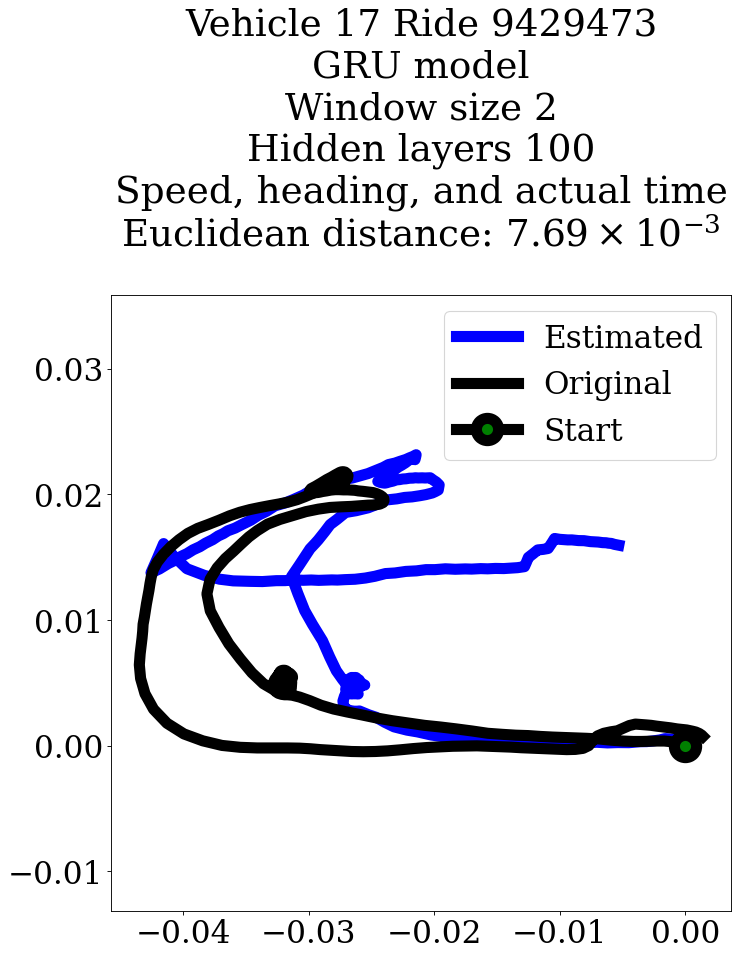 Vehicle 17 Ride 9429473
GRU model
Window size 2
Hidden layers 100
Speed, heading, and actual time
Euclidean distance: 7.69 × 10⁻³
Estimated
Original
Start
0.03
0.02
0.01
0.00
−0.01
−0.04 −0.03 −0.02 −0.01 0.00